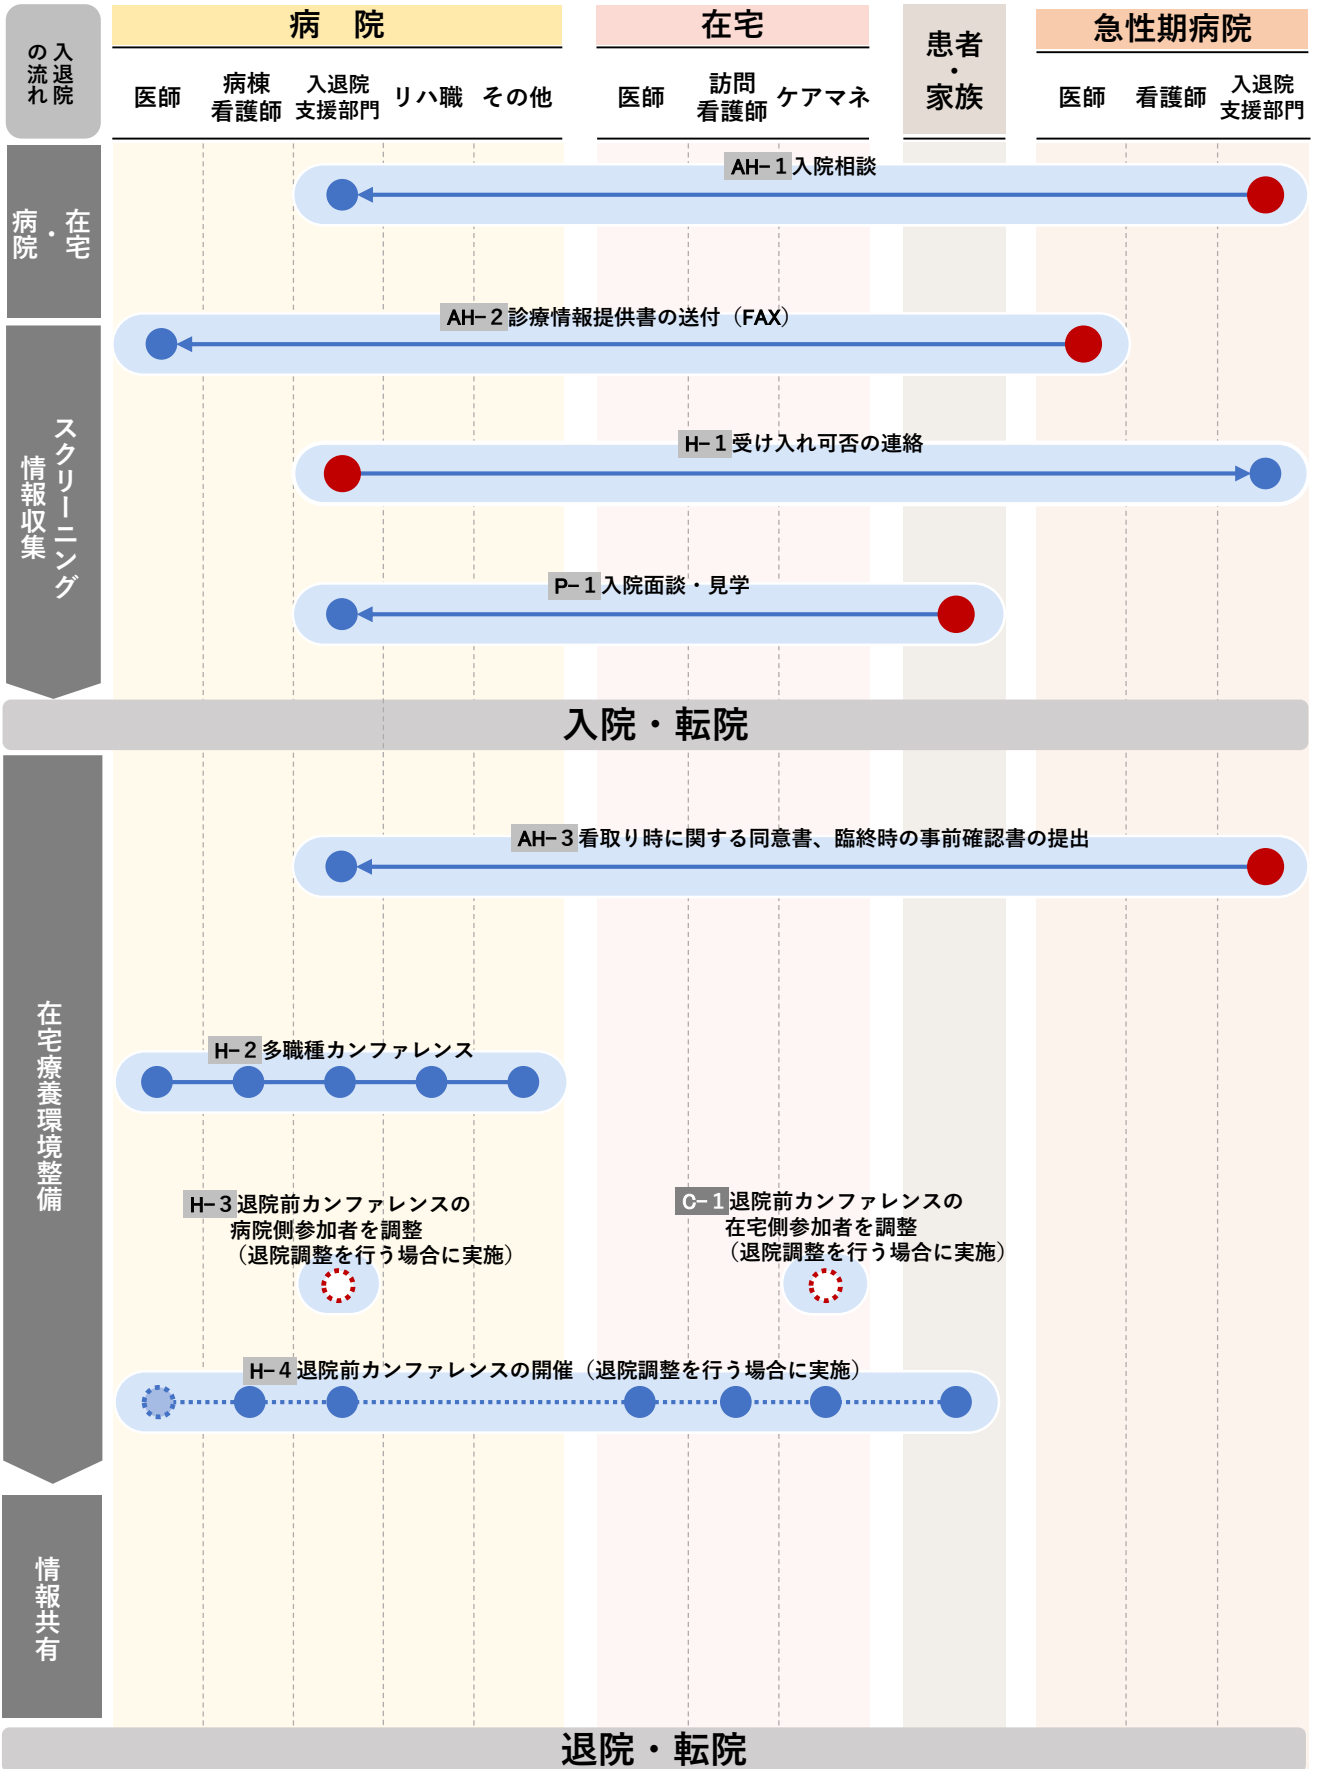 入退院
の流れ
病　院
在宅
患者
・
家族
急性期病院
医師
病棟
看護師
入退院
支援部門
リハ職
その他
医師
訪問
看護師
ケアマネ
医師
看護師
入退院
支援部門
在宅
・
病院
AH−1入院相談
AH−2診療情報提供書の送付（FAX）
スクリーニング
情報収集
H−1受け入れ可否の連絡
P−1入院面談・見学
入院・転院
AH−3看取り時に関する同意書、臨終時の事前確認書の提出
在宅療養環境整備
H−2多職種カンファレンス
H−3退院前カンファレンスの
病院側参加者を調整
（退院調整を行う場合に実施）
C−1退院前カンファレンスの
在宅側参加者を調整
（退院調整を行う場合に実施）
H−4退院前カンファレンスの開催（退院調整を行う場合に実施）
情報共有
退院・転院